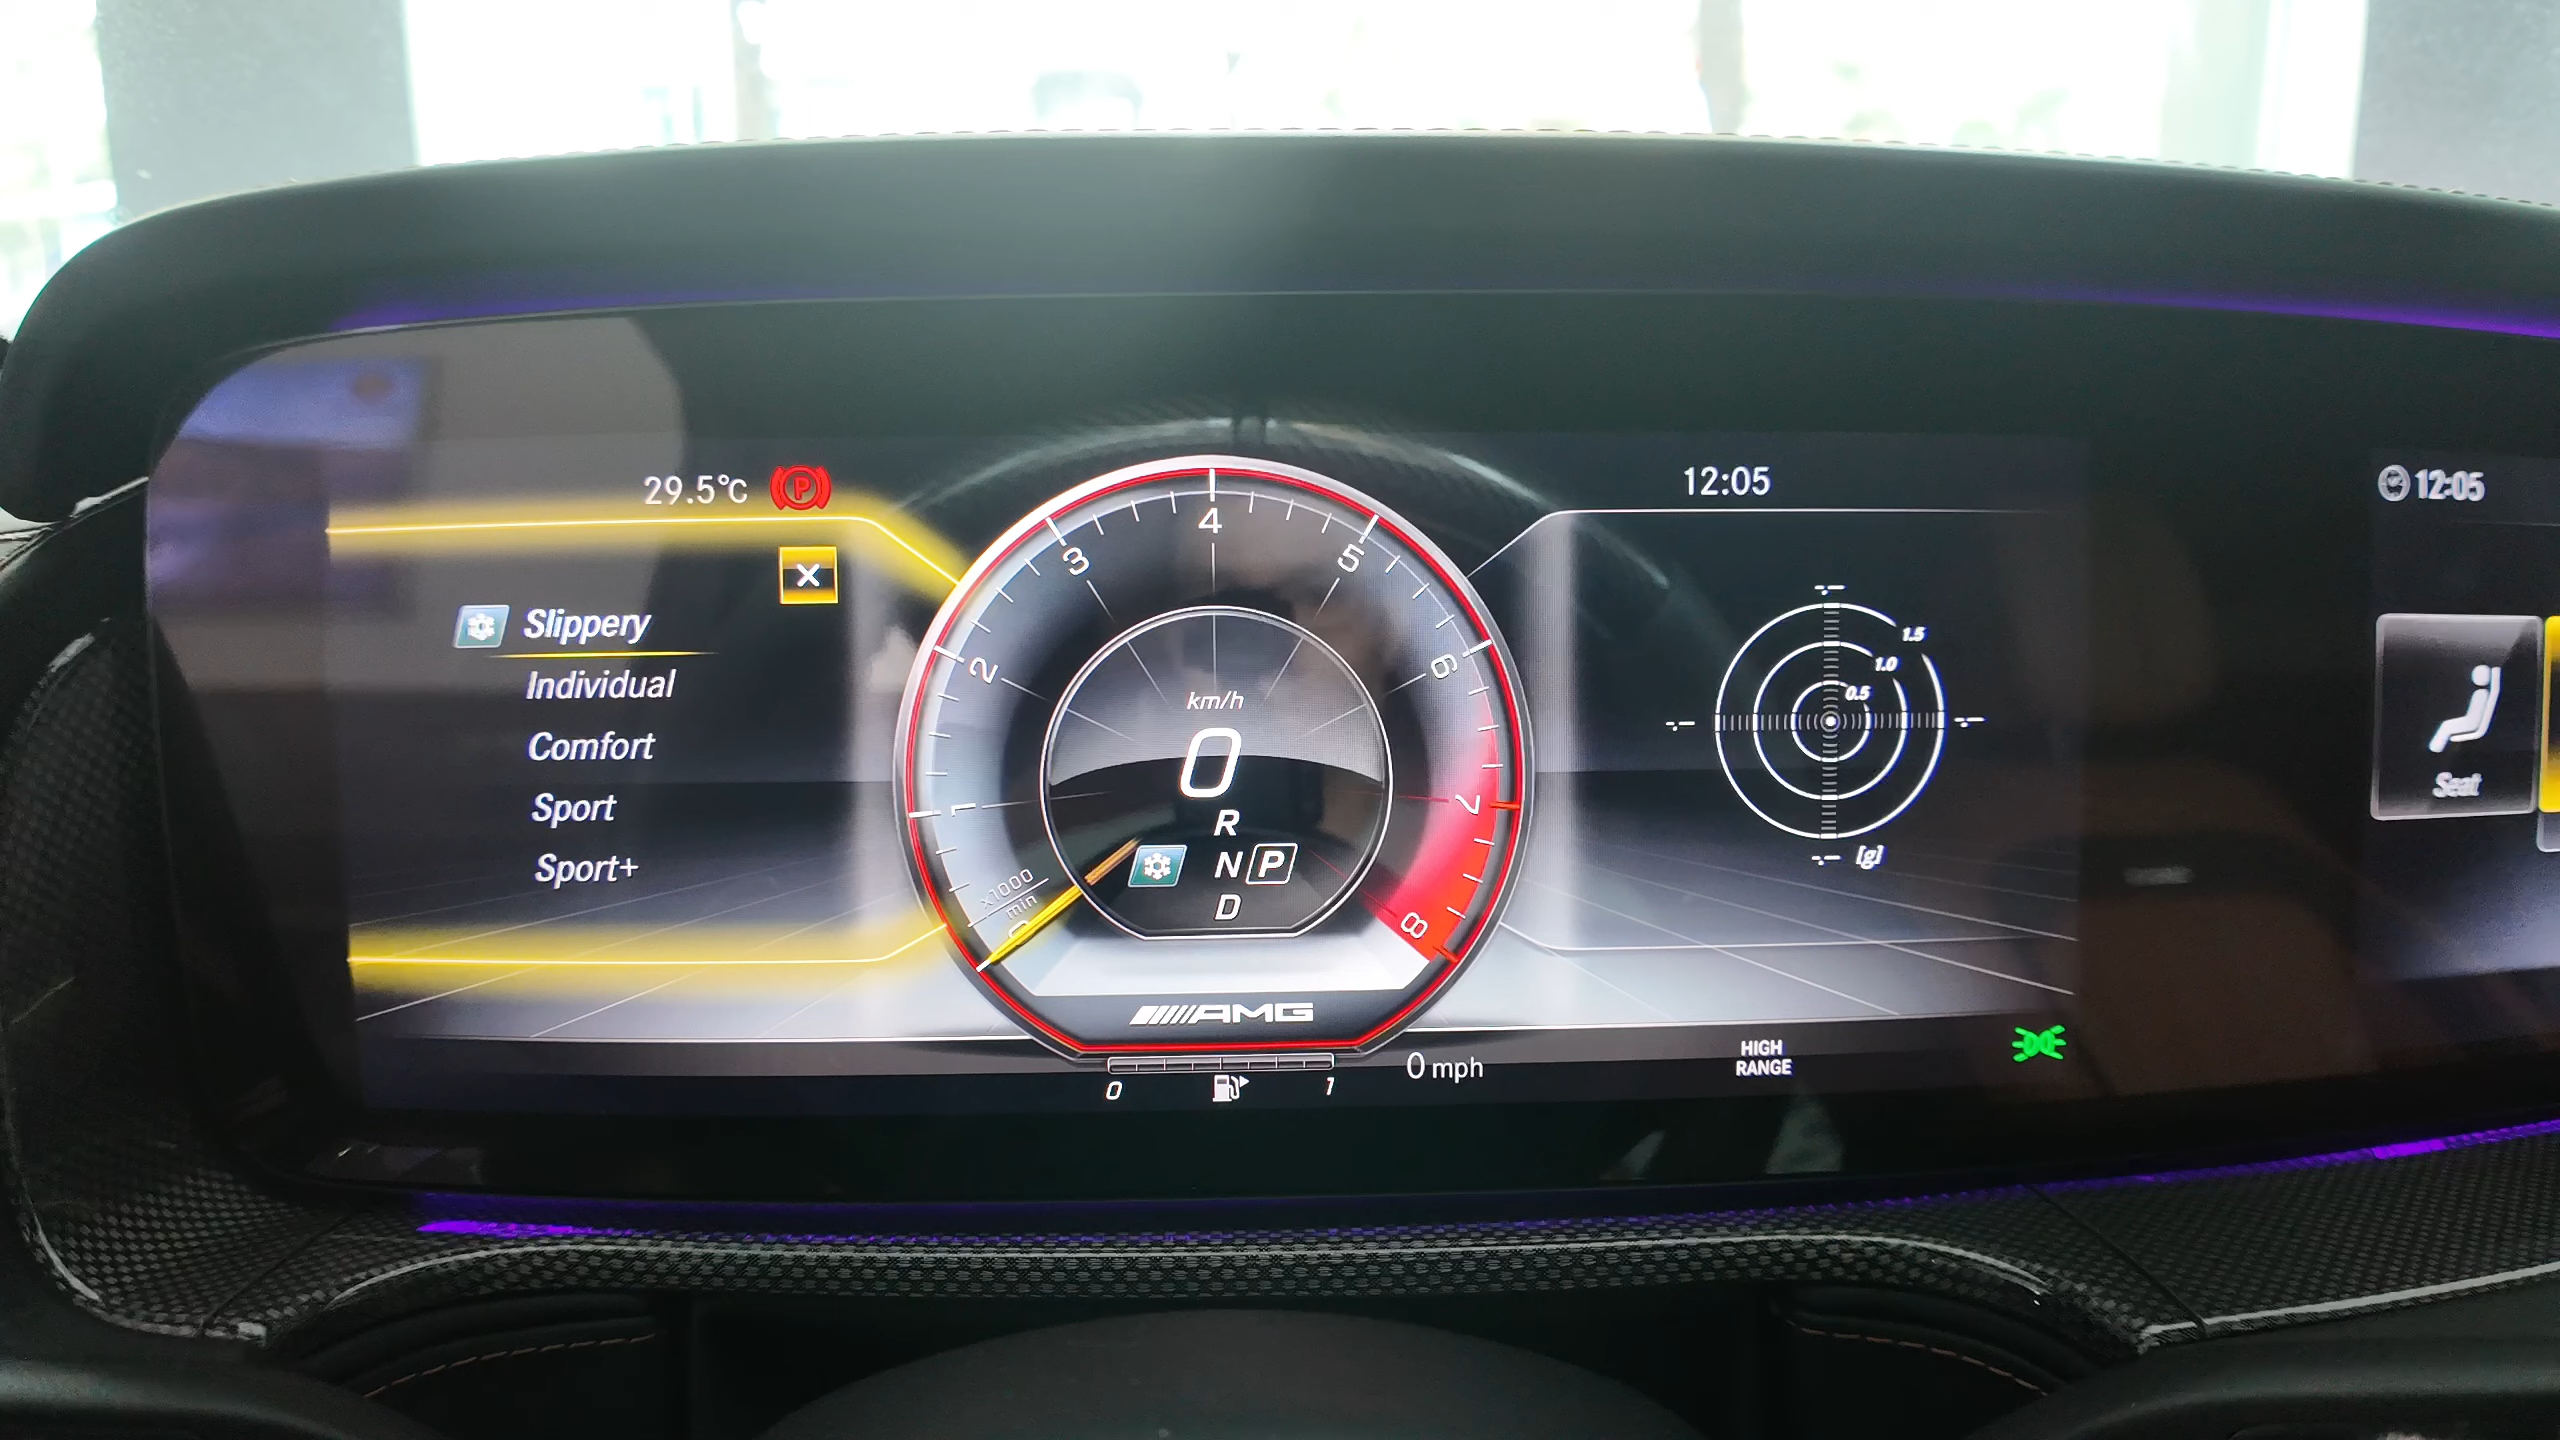 29.5°C
12:05
12:05
Slippery
Individual
Comfort
Sport
Sport+
1
2
3
4
5
6
7
8
x1000
min
km/h
0
R
N P
D
AMG
1.5
1.0
0.5
-.-
-.-
-.-
-.- [g]
Seat
0
1
0 mph
HIGH
RANGE